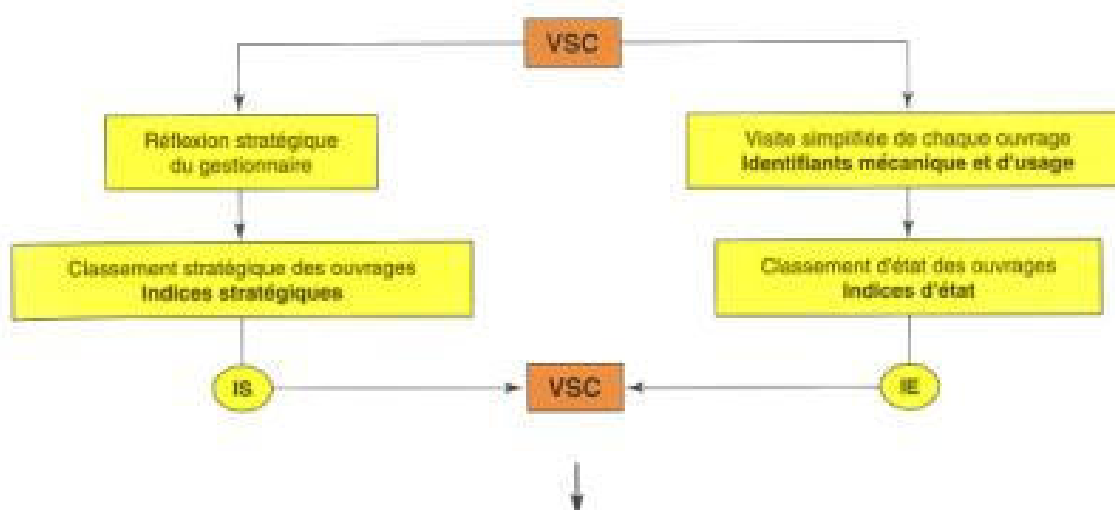 VSC
Réflexion stratégique
du gestionnaire
Visite simplifiée de chaque ouvrage
Identifiants mécanique et d'usage
Classement stratégique des ouvrages
Indices stratégiques
Classement d'état des ouvrages
Indices d'état
IS
VSC
IE